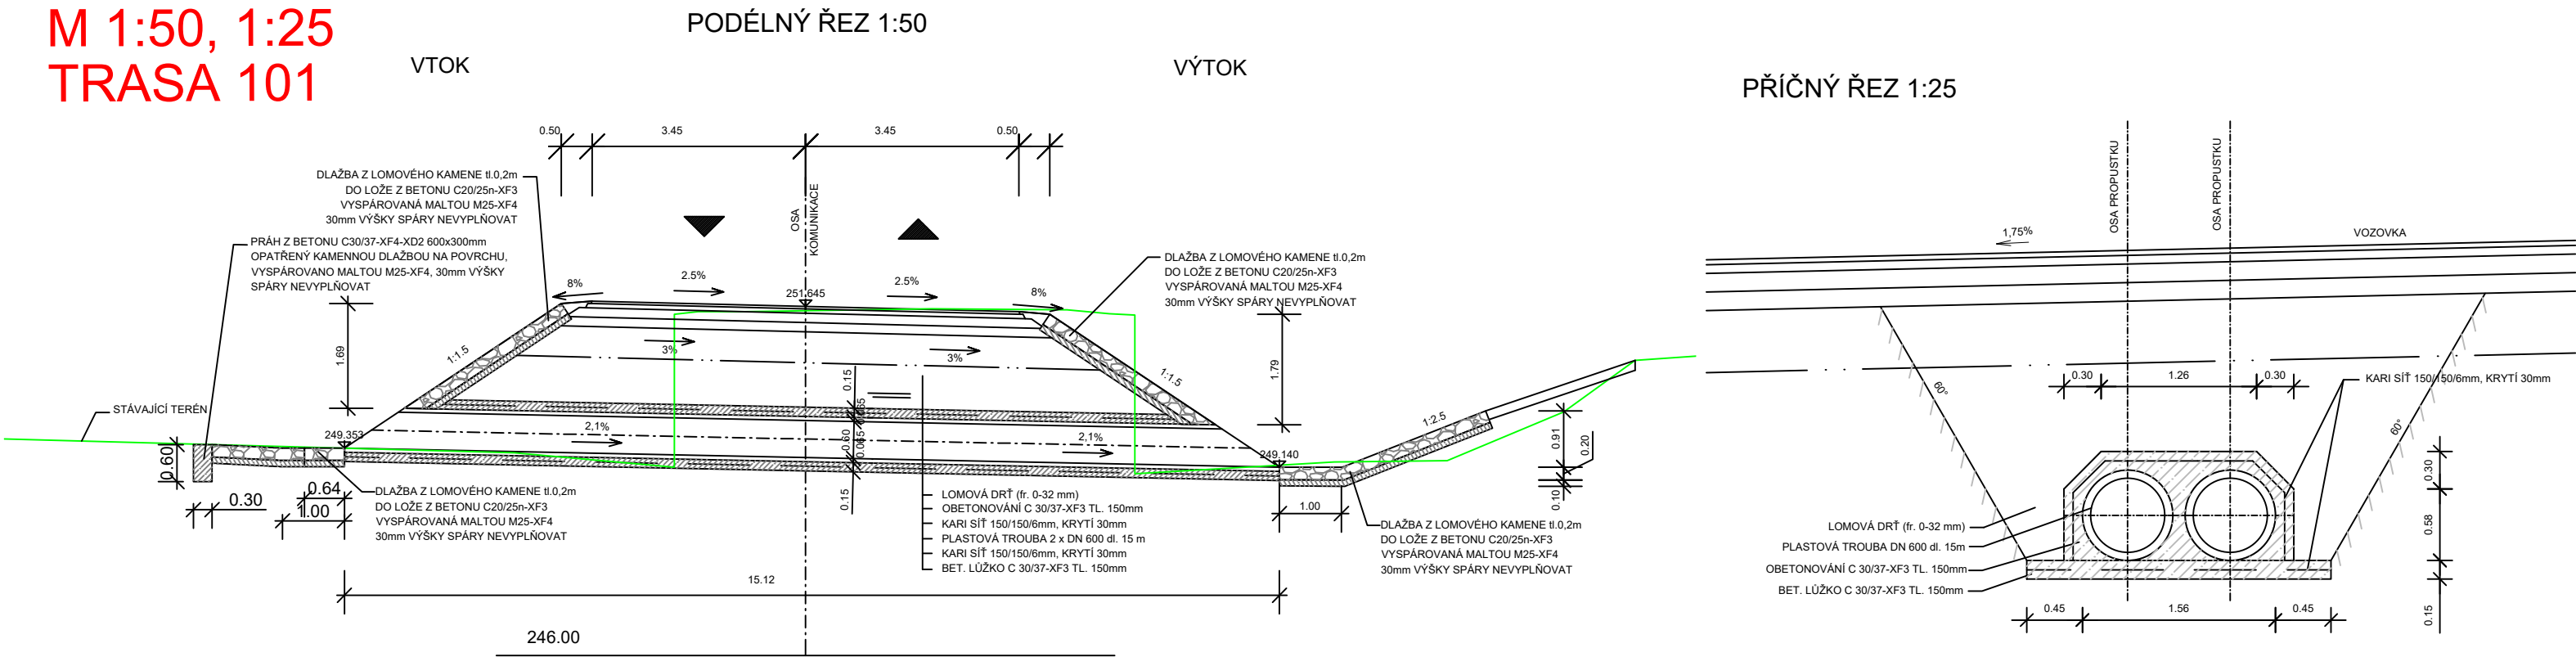 M 1:50, 1:25
TRASA 101
PODÉLNÝ ŘEZ 1:50
VTOK
VÝTOK
0.50
3.45
3.45
0.50
DLAŽBA Z LOMOVÉHO KAMENE tl.0,2m
DO LOŽE Z BETONU C20/25n-XF3
VYSPÁROVANÁ MALTOU M25-XF4
30mm VÝŠKY SPÁRY NEVYPLŇOVAT
PRÁH Z BETONU C30/37-XF4-XD2 600x300mm
OPATŘENÝ KAMENNOU DLAŽBOU NA POVRCHU,
VYSPÁROVANO MALTOU M25-XF4, 30mm VÝŠKY
SPÁRY NEVYPLŇOVAT
OSA
KOMUNIKACE
DLAŽBA Z LOMOVÉHO KAMENE tl.0,2m
DO LOŽE Z BETONU C20/25n-XF3
VYSPÁROVANÁ MALTOU M25-XF4
30mm VÝŠKY SPÁRY NEVYPLŇOVAT
8%
2.5%
251.645
2.5%
8%
1.69
1:1.5
3%
3%
1:1.5
1.79
0.15
0.065
0.60
0.065
0.15
STÁVAJÍCÍ TERÉN
249.353
2,1%
2,1%
249.140
1:2.5
0.91
0.20
0.10
0.60
0.30
0.64
1.00
1.00
DLAŽBA Z LOMOVÉHO KAMENE tl.0,2m
DO LOŽE Z BETONU C20/25n-XF3
VYSPÁROVANÁ MALTOU M25-XF4
30mm VÝŠKY SPÁRY NEVYPLŇOVAT
LOMOVÁ DRŤ (fr. 0-32 mm)
OBETONOVÁNÍ C 30/37-XF3 TL. 150mm
KARI SÍŤ 150/150/6mm, KRYTÍ 30mm
PLASTOVÁ TROUBA 2 x DN 600 dl. 15 m
KARI SÍŤ 150/150/6mm, KRYTÍ 30mm
BET. LŮŽKO C 30/37-XF3 TL. 150mm
DLAŽBA Z LOMOVÉHO KAMENE tl.0,2m
DO LOŽE Z BETONU C20/25n-XF3
VYSPÁROVANÁ MALTOU M25-XF4
30mm VÝŠKY SPÁRY NEVYPLŇOVAT
15.12
246.00
PŘÍČNÝ ŘEZ 1:25
OSA PROPUSTKU
OSA PROPUSTKU
1,75%
VOZOVKA
0.30
1.26
0.30
KARI SÍŤ 150/150/6mm, KRYTÍ 30mm
60°
60°
LOMOVÁ DRŤ (fr. 0-32 mm)
PLASTOVÁ TROUBA DN 600 dl. 15m
OBETONOVÁNÍ C 30/37-XF3 TL. 150mm
BET. LŮŽKO C 30/37-XF3 TL. 150mm
0.30
0.58
0.15
0.45
1.56
0.45